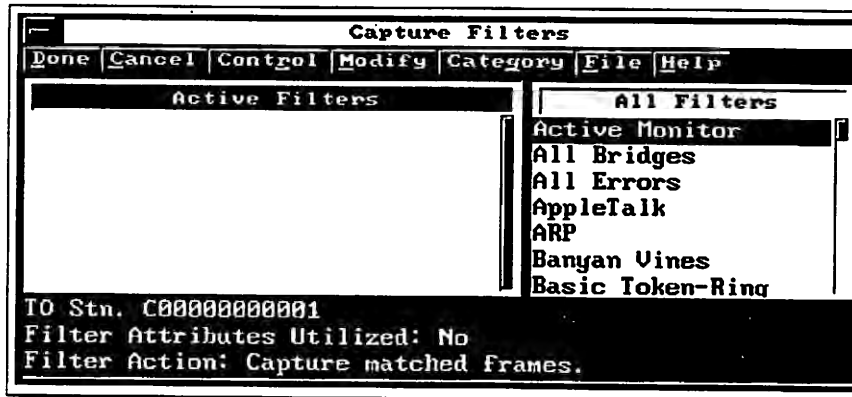 Capture Filters
Done Cancel Control Modify Category File Help
Active Filters
All Filters
Active Monitor
All Bridges
All Errors
AppleTalk
ARP
Banyan Vines
Basic Token-Ring
TO Stn. C00000000001
Filter Attributes Utilized: No
Filter Action: Capture matched frames.